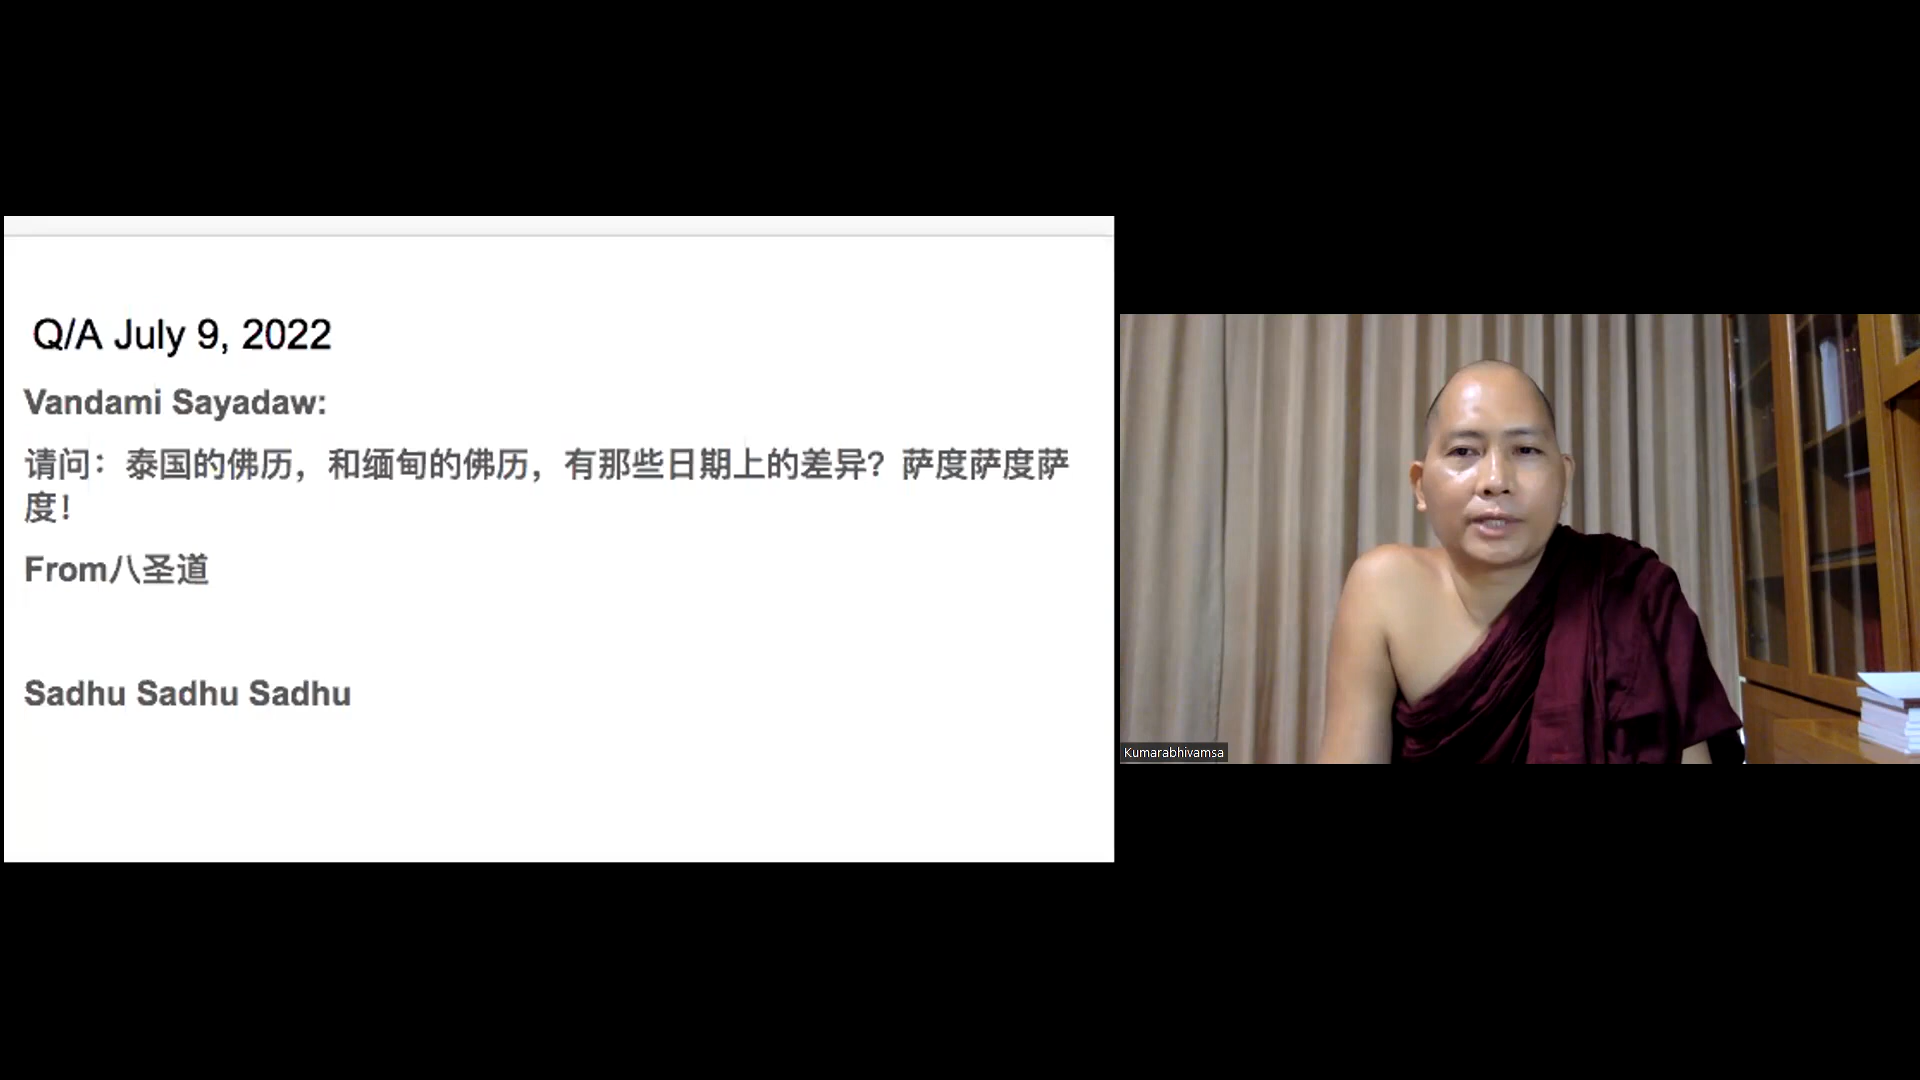 Q/A July 9, 2022
Vandami Sayadaw:
请问：泰国的佛历，和缅甸的佛历，有那些日期上的差异？萨度萨度萨
度！
From八圣道
Sadhu Sadhu Sadhu
Kumarabhivamsa